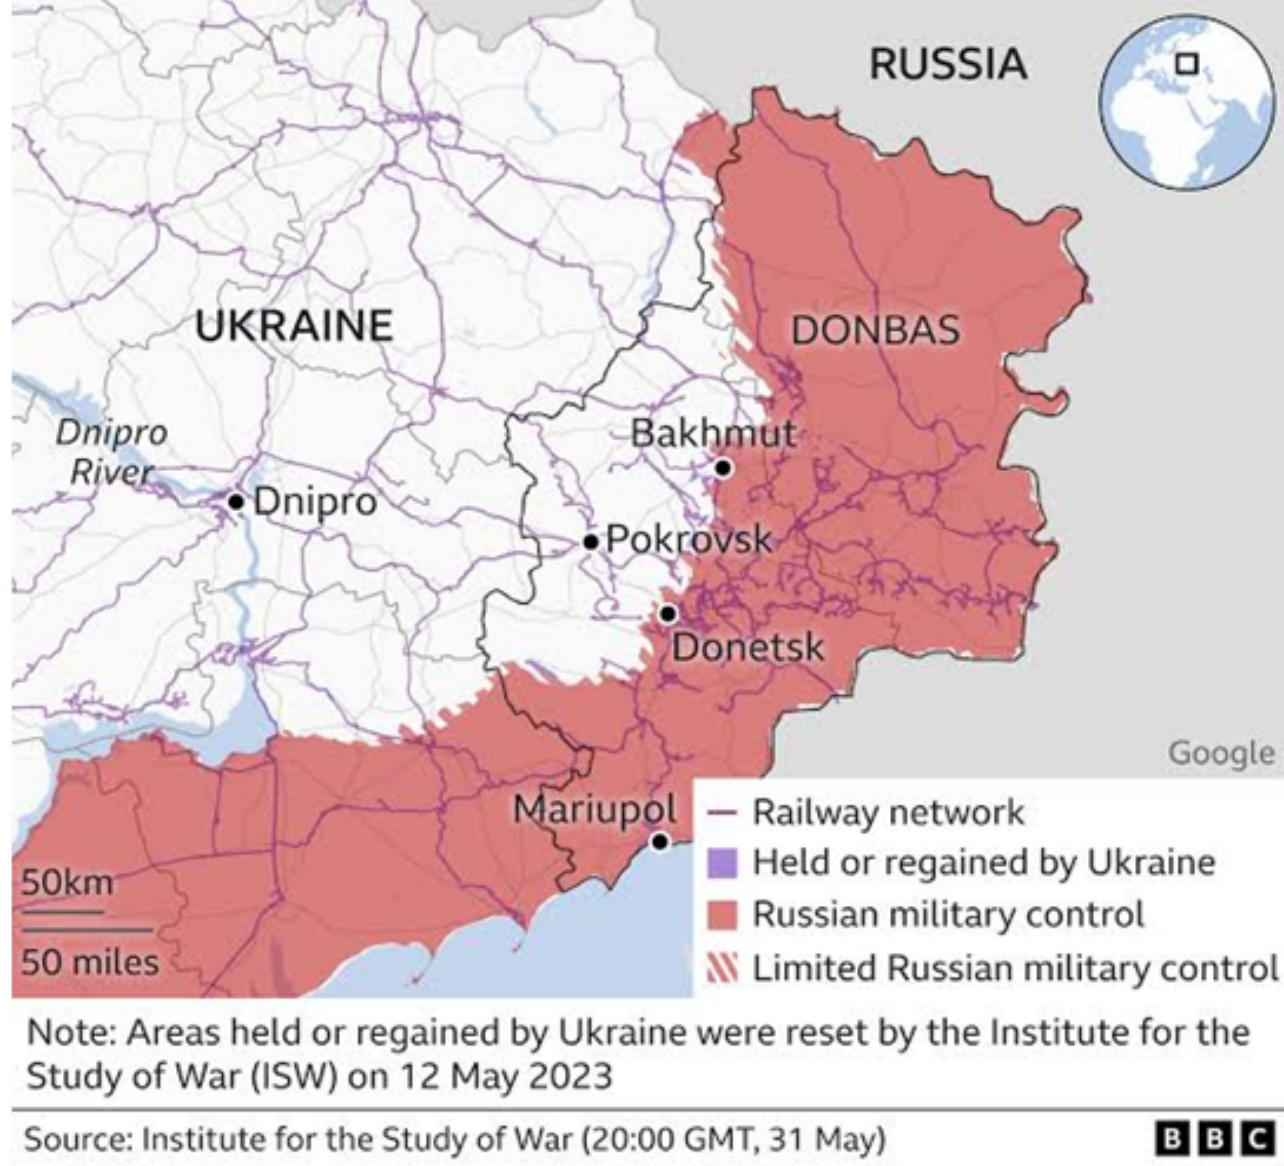 RUSSIA
UKRAINE
DONBAS
Dnipro
River
Bakhmut
Dnipro
Pokrovsk
Donetsk
Google
Mariupol
Railway network
Held or regained by Ukraine
Russian military control
Limited Russian military control
50km
50 miles
Note: Areas held or regained by Ukraine were reset by the Institute for the
Study of War (ISW) on 12 May 2023
Source: Institute for the Study of War (20:00 GMT, 31 May)
BBC